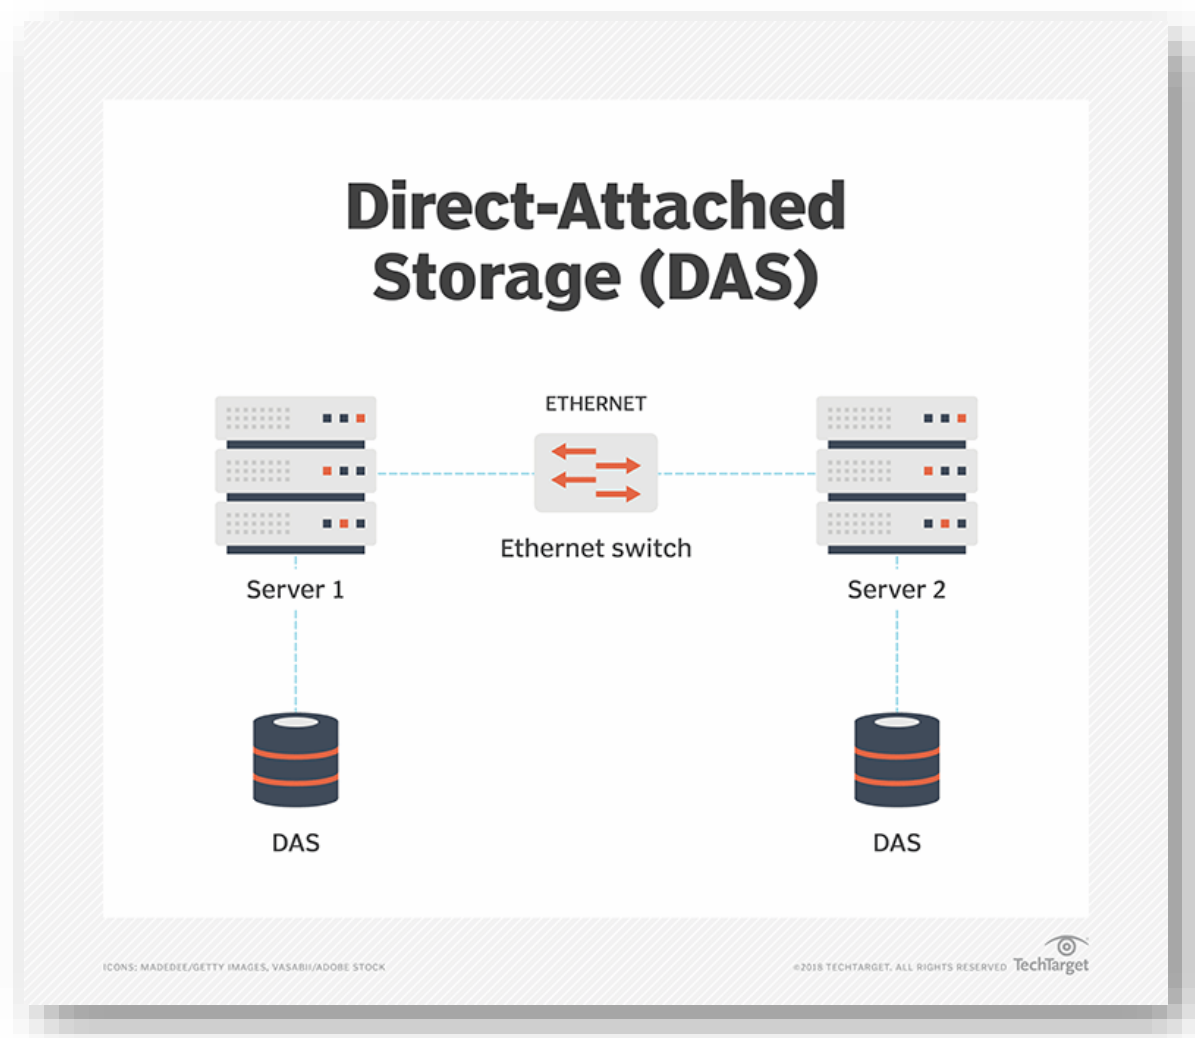 Direct-Attached
Storage (DAS)
ETHERNET
Ethernet switch
Server 1
Server 2
DAS
DAS
ICONS: MADEDEE/GETTY IMAGES, VASABII/ADOBE STOCK
©2018 TECHTARGET. ALL RIGHTS RESERVED
TechTarget